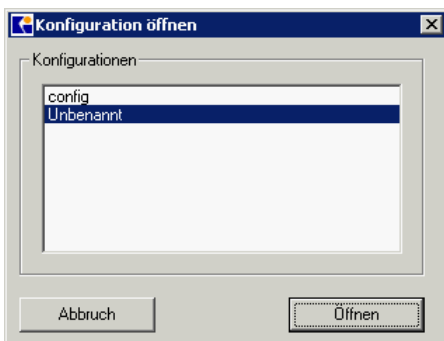 Konfiguration öffnen
Konfigurationen
config
Unbenannt
Abbruch
Öffnen